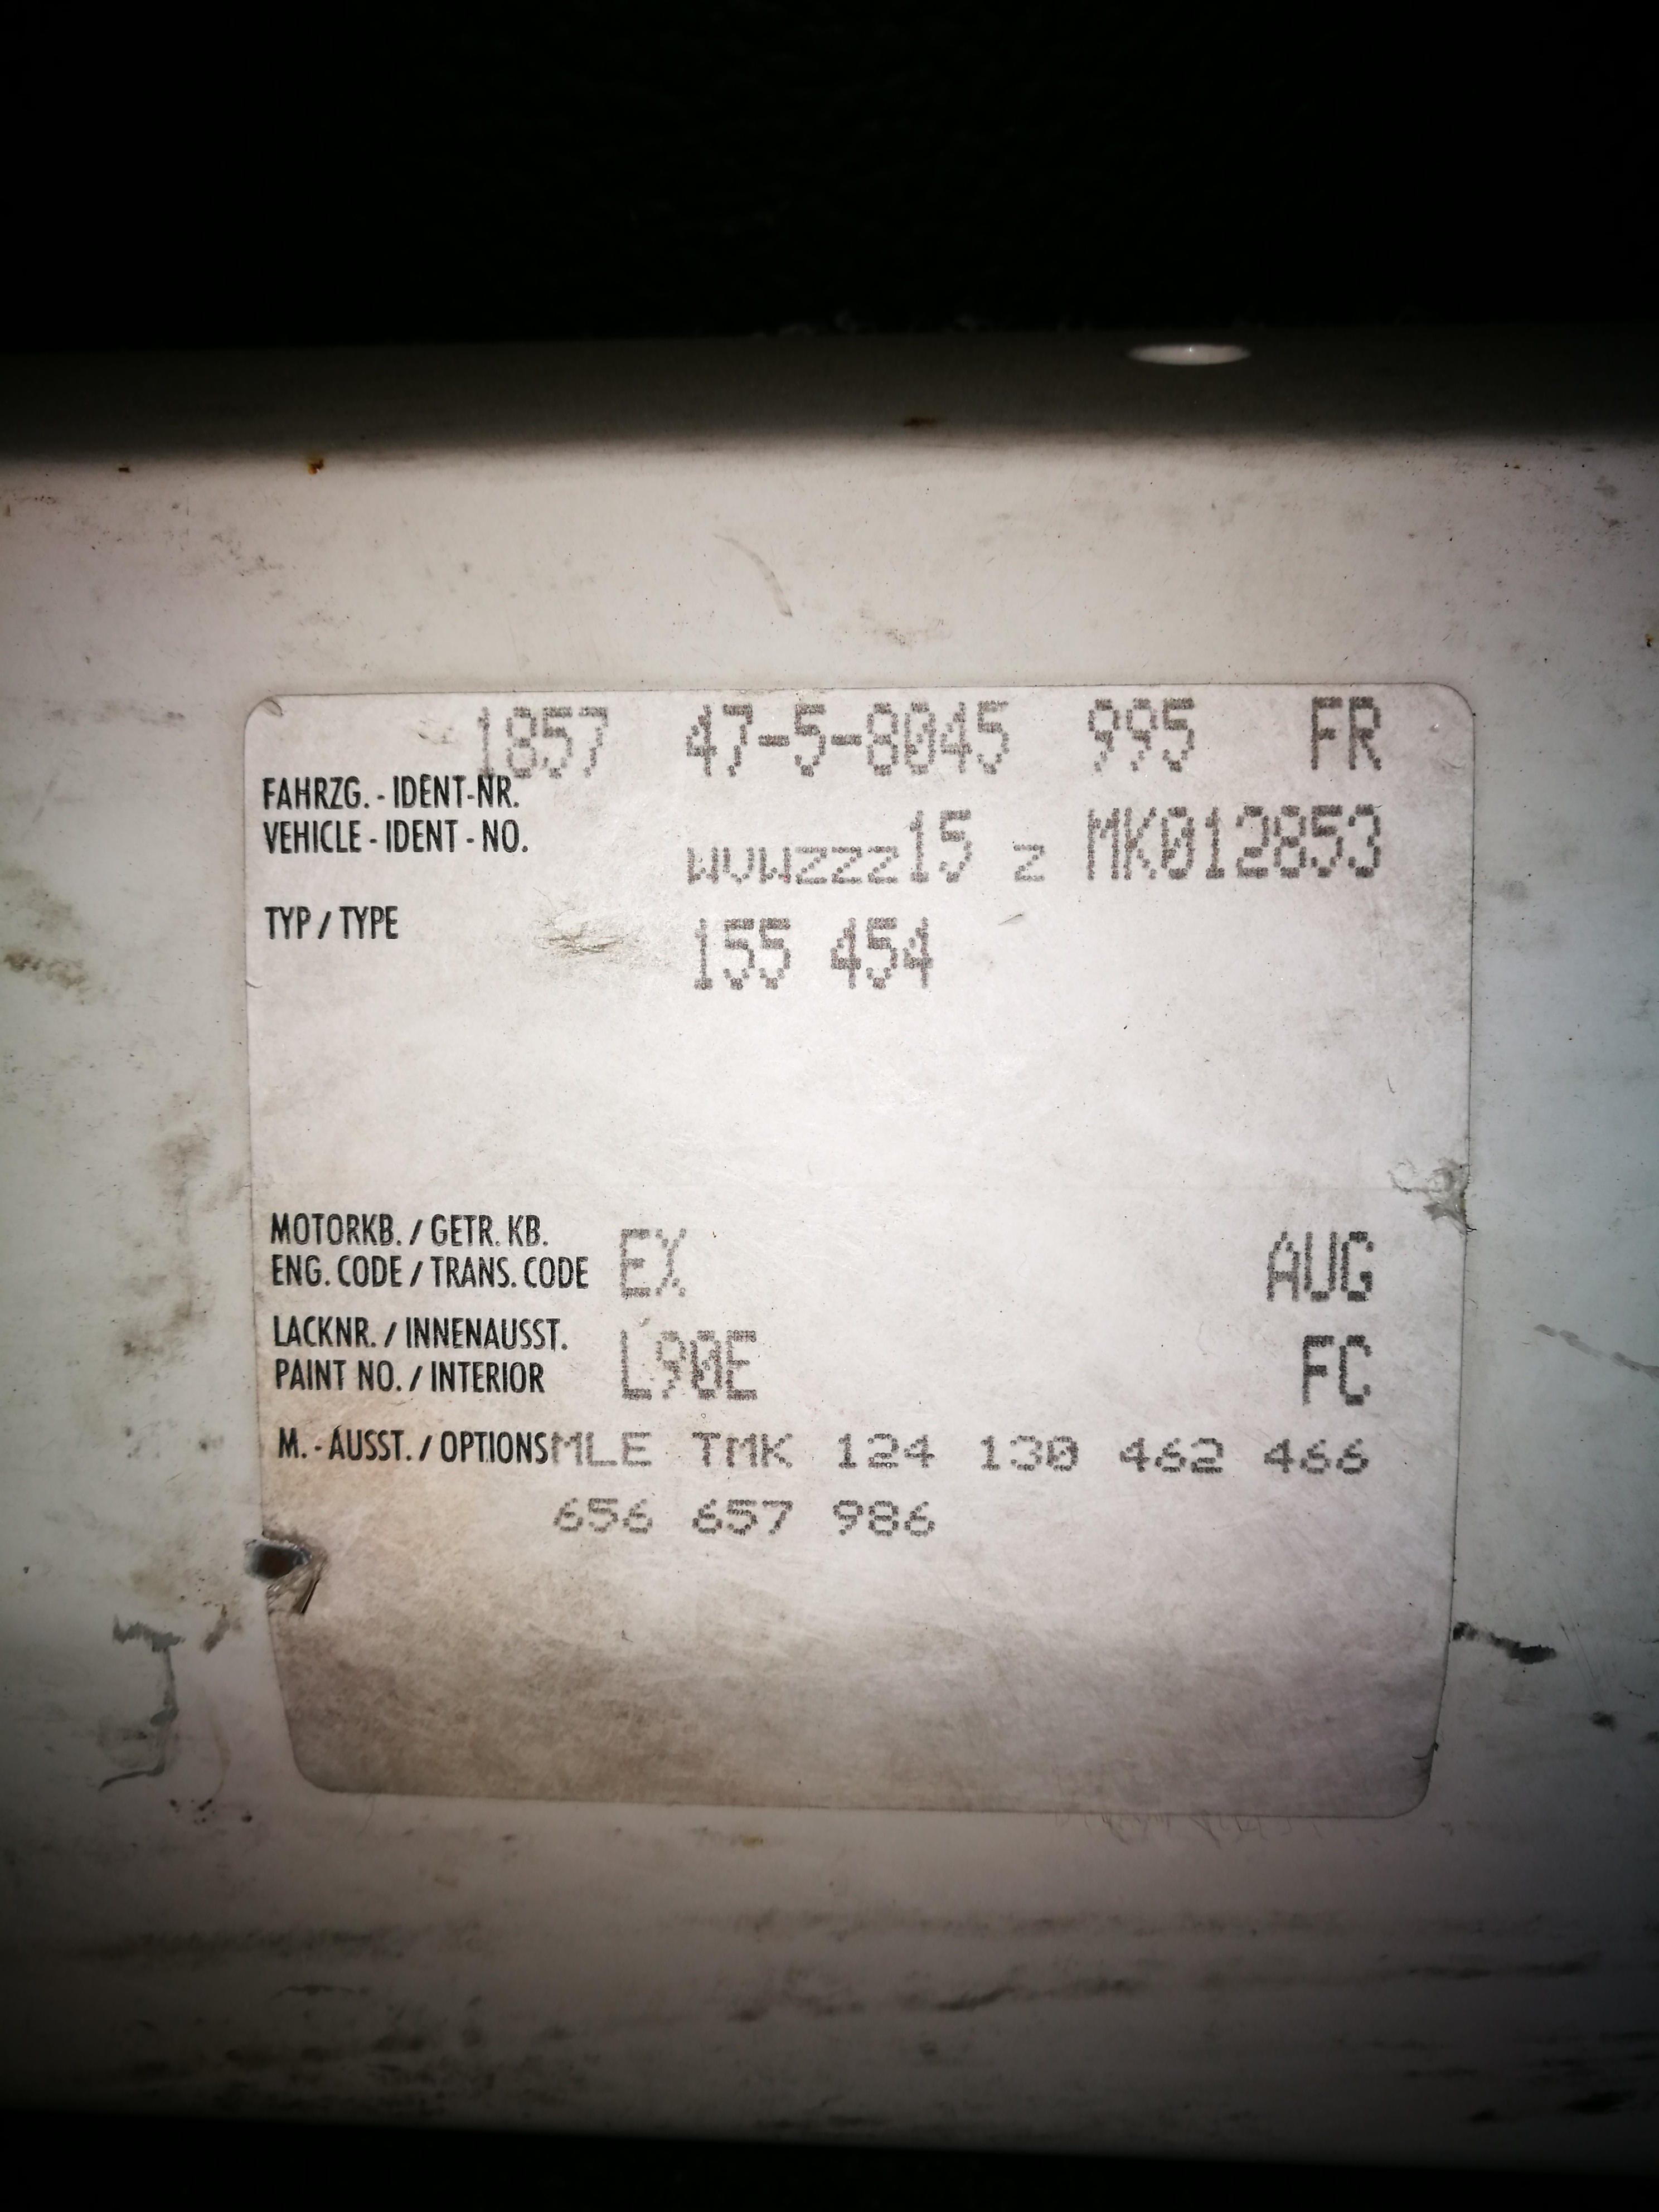 1857 47-5-8045 995 FR
FAHRZG. - IDENT-NR.
VEHICLE - IDENT - NO. WVWZZZ15 Z MK012853
TYP / TYPE 155 454
MOTORKB. / GETR. KB.
ENG. CODE / TRANS. CODE EX AUG
LACKNR. / INNENAUSST.
PAINT NO. / INTERIOR L90E FC
M. - AUSST. / OPTIONS MLE TMK 124 130 462 466
656 657 986